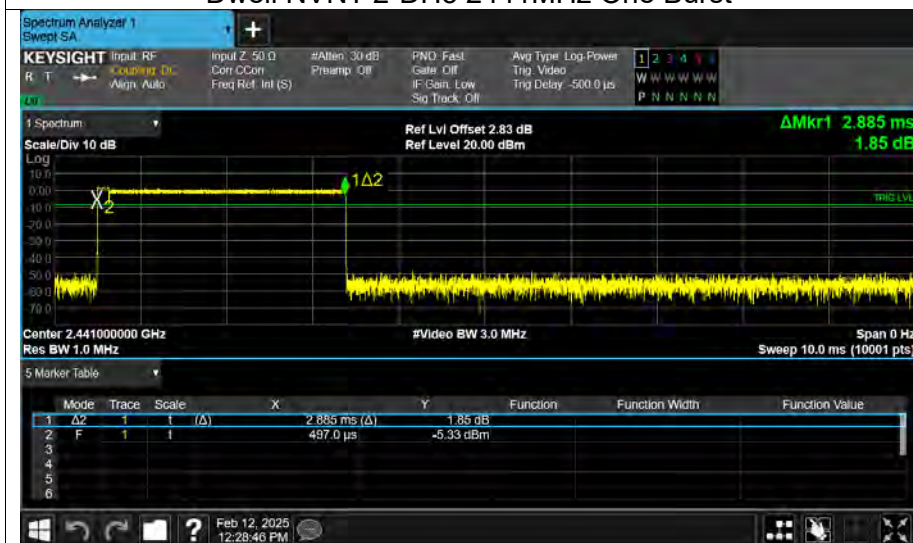 Dwell NVNT 2-DH5 2441MHz One Burst
Spectrum Analyzer 1
Swept SA
+
KEYSIGHT Input: RF
R T Coupling: DC
Align: Auto
Input Z: 50 Ω
Corr CCorr
Freq Ref: Int (S)
#Atten: 30 dB
Preamp: Off
PNO: Fast
Gate: Off
IF Gain: Low
Sig Track: Off
Avg Type: Log-Power
Trig: Video
Trig Delay: -500.0 µs
1 2 3 4 5 6
W W W W W W
P N N N N N
1 Spectrum
Scale/Div 10 dB
Ref Lvl Offset 2.83 dB
Ref Level 20.00 dBm
ΔMkr1 2.885 ms
1.85 dB
Log
10.0
0.00
-10.0
-20.0
-30.0
-40.0
-50.0
-60.0
-70.0
1Δ2
X2
TRIG LVL
Center 2.441000000 GHz
Res BW 1.0 MHz
#Video BW 3.0 MHz
Span 0 Hz
Sweep 10.0 ms (10001 pts)
5 Marker Table
Mode Trace Scale X Y Function Function Width Function Value
1 Δ2 1 t (Δ) 2.885 ms (Δ) 1.85 dB
2 F 1 t 497.0 µs -5.33 dBm
3
4
5
6
?
Feb 12, 2025
12:28:46 PM